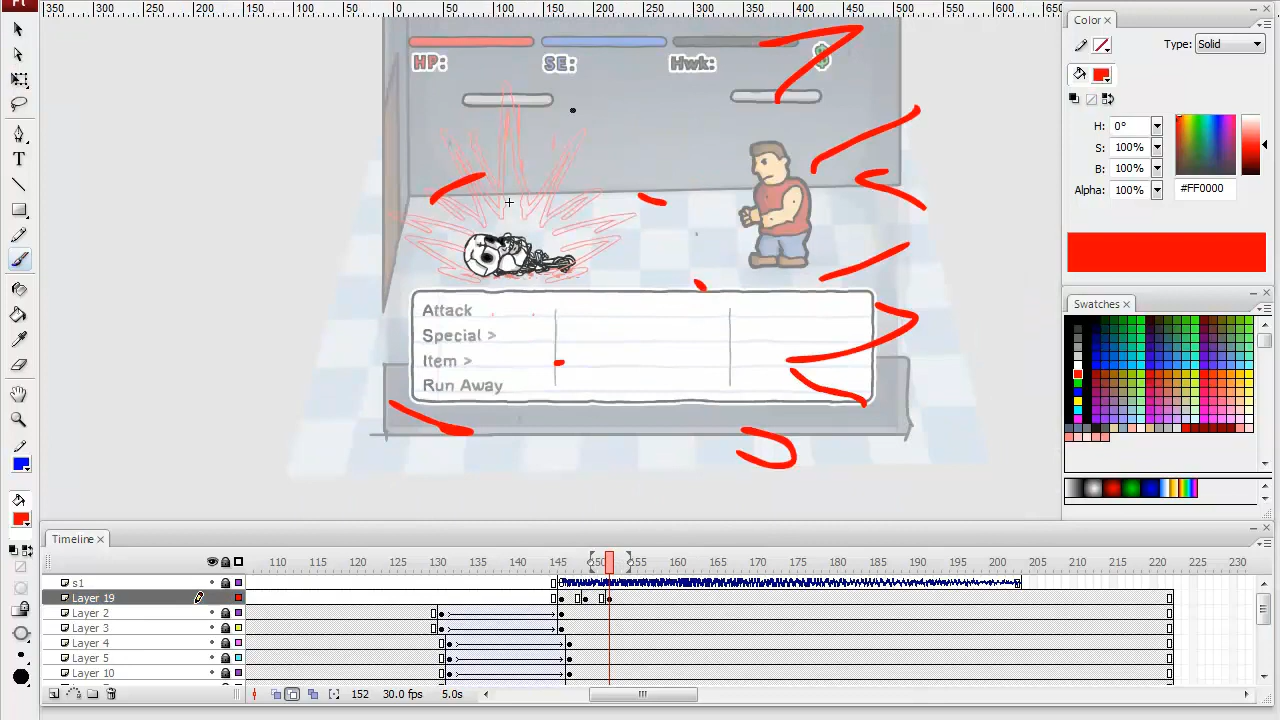 Fl
350 300 250 200 150 100 50 0 50 100 150 200 250 300 350 400 450 500 550 600 650
HP: SE: Hwk: $
Attack
Special >
Item >
Run Away
Color ×
Type: Solid
H: 0°
S: 100%
B: 100%
Alpha: 100%
#FF0000
Swatches ×
T
Timeline ×
110 115 120 125 130 135 140 145 150 155 160 165 170 175 180 185 190 195 200 205 210 215 220 225 230
s1
Layer 19
Layer 2
Layer 3
Layer 4
Layer 5
Layer 10
152 30.0 fps 5.0s